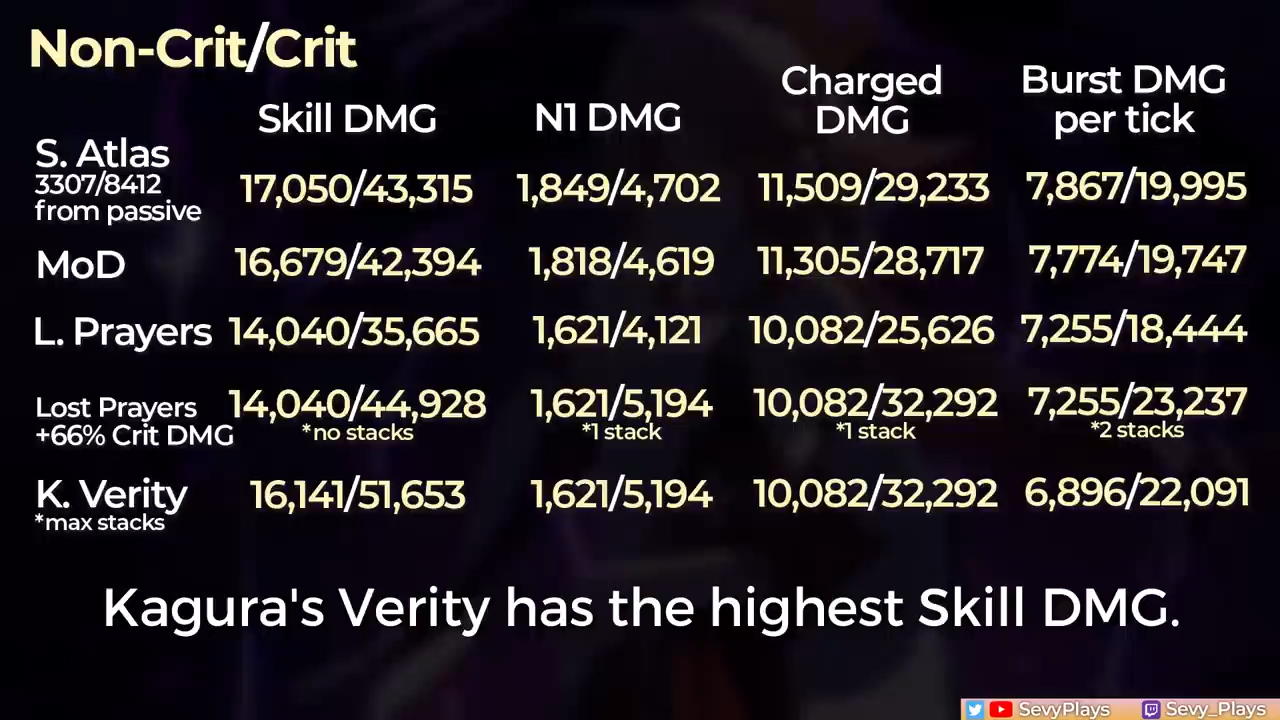 Non-Crit/Crit
Skill DMG N1 DMG Charged DMG Burst DMG per tick
S. Atlas 17,050/43,315 1,849/4,702 11,509/29,233 7,867/19,995
3307/8412
from passive
MoD 16,679/42,394 1,818/4,619 11,305/28,717 7,774/19,747
L. Prayers 14,040/35,665 1,621/4,121 10,082/25,626 7,255/18,444
Lost Prayers 14,040/44,928 1,621/5,194 10,082/32,292 7,255/23,237
+66% Crit DMG *no stacks *1 stack *1 stack *2 stacks
K. Verity 16,141/51,653 1,621/5,194 10,082/32,292 6,896/22,091
*max stacks
Kagura's Verity has the highest Skill DMG.
SevyPlays Sevy_Plays